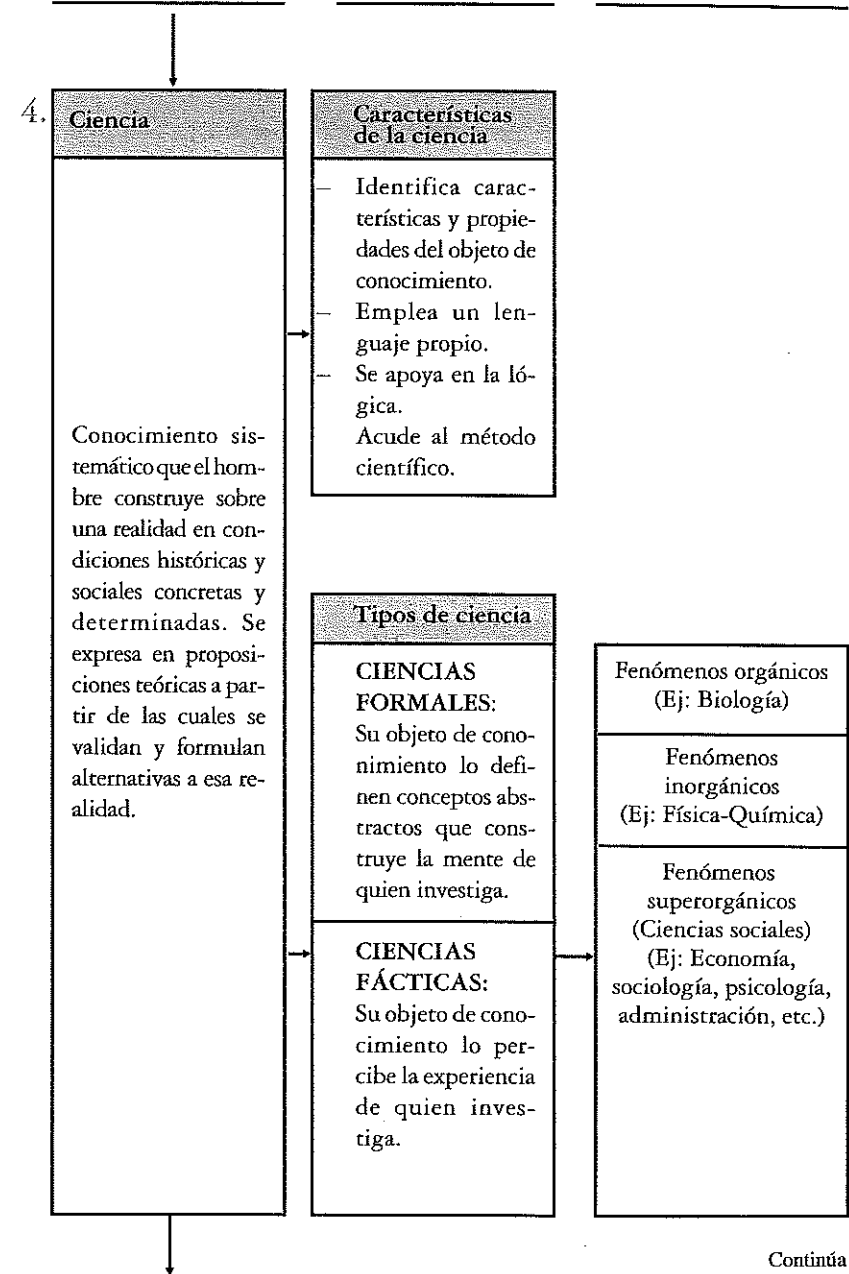 4.
Ciencia
Conocimiento sis-
temático que el hom-
bre construye sobre
una realidad en con-
diciones históricas y
sociales concretas y
determinadas. Se
expresa en proposi-
ciones teóricas a par-
tir de las cuales se
validan y formulan
alternativas a esa re-
alidad.
Características
de la ciencia
– Identifica carac-
terísticas y propie-
dades del objeto de
conocimiento.
– Emplea un len-
guaje propio.
– Se apoya en la ló-
gica.
Acude al método
científico.
Tipos de ciencia
CIENCIAS
FORMALES:
Su objeto de cono-
nimiento lo defi-
nen conceptos abs-
tractos que cons-
truye la mente de
quien investiga.
CIENCIAS
FÁCTICAS:
Su objeto de cono-
cimiento lo per-
cibe la experiencia
de quien inves-
tiga.
Fenómenos orgánicos
(Ej: Biología)
Fenómenos
inorgánicos
(Ej: Física-Química)
Fenómenos
superorgánicos
(Ciencias sociales)
(Ej: Economía,
sociología, psicología,
administración, etc.)
Continúa